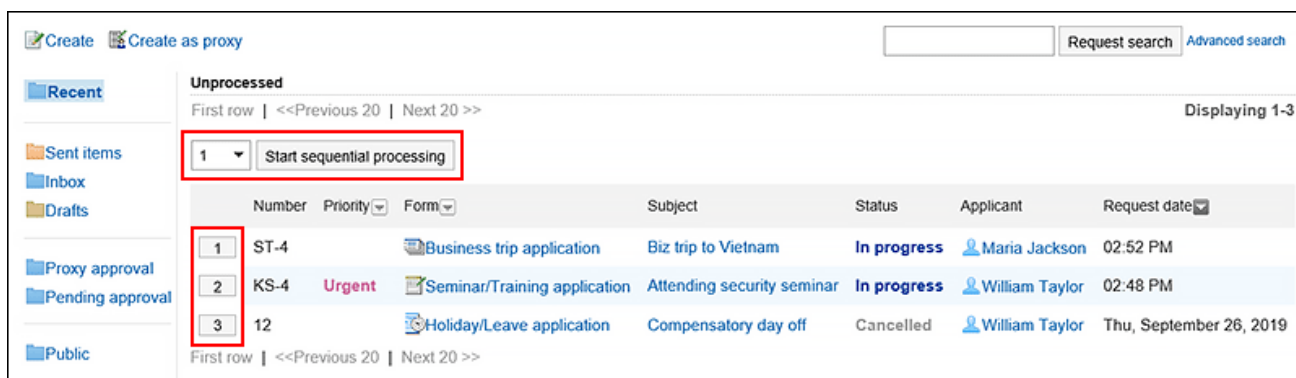 Create Create as proxy Request search Advanced search
Recent
Unprocessed
First row | <<Previous 20 | Next 20 >> Displaying 1-3
Sent items
1 Start sequential processing
Inbox
Drafts
Number Priority Form Subject Status Applicant Request date
1 ST-4 Business trip application Biz trip to Vietnam In progress Maria Jackson 02:52 PM
Proxy approval
2 KS-4 Urgent Seminar/Training application Attending security seminar In progress William Taylor 02:48 PM
Pending approval
3 12 Holiday/Leave application Compensatory day off Cancelled William Taylor Thu, September 26, 2019
Public
First row | <<Previous 20 | Next 20 >>